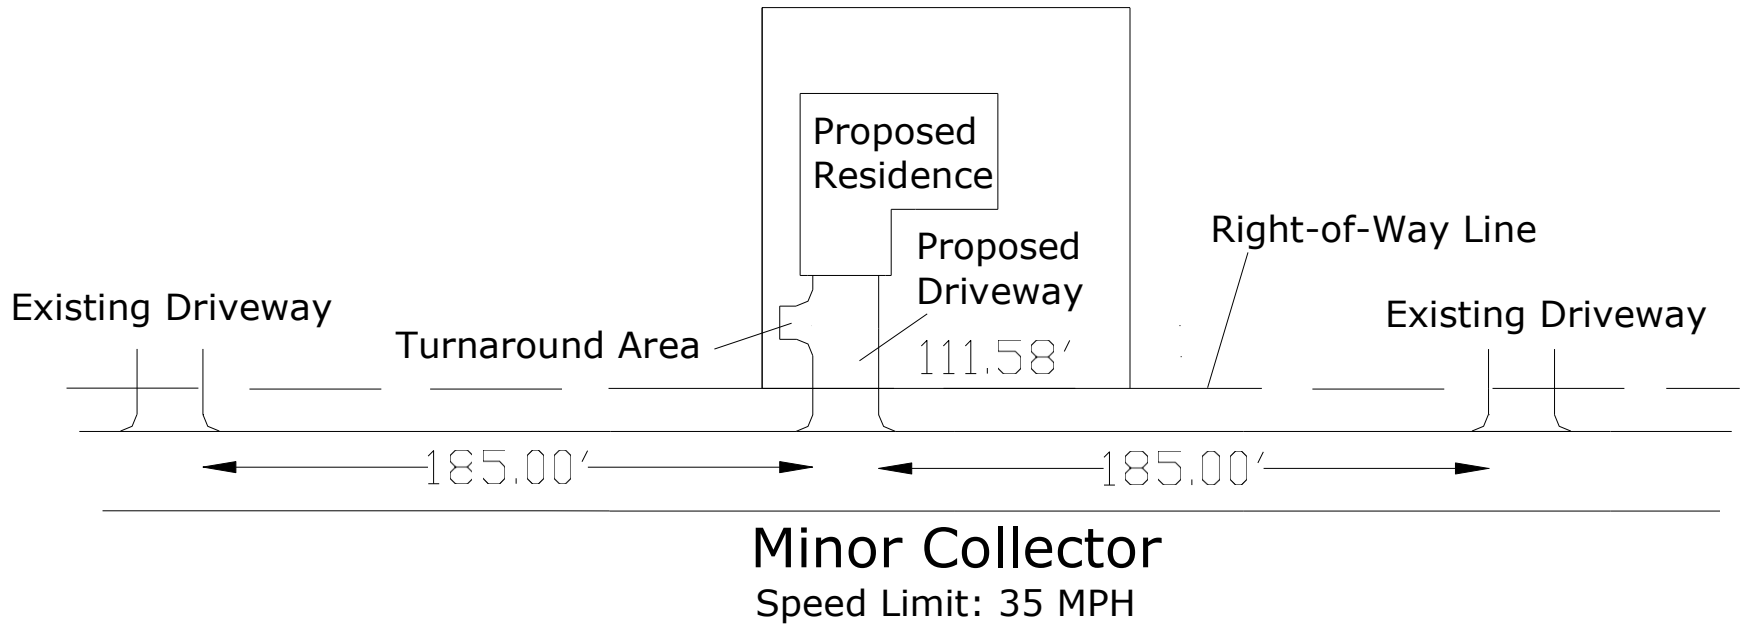 Proposed
Residence
Right-of-Way Line
Proposed
Driveway
Existing Driveway
Existing Driveway
Turnaround Area
111.58'
185.00'
185.00'
Minor Collector
Speed Limit: 35 MPH